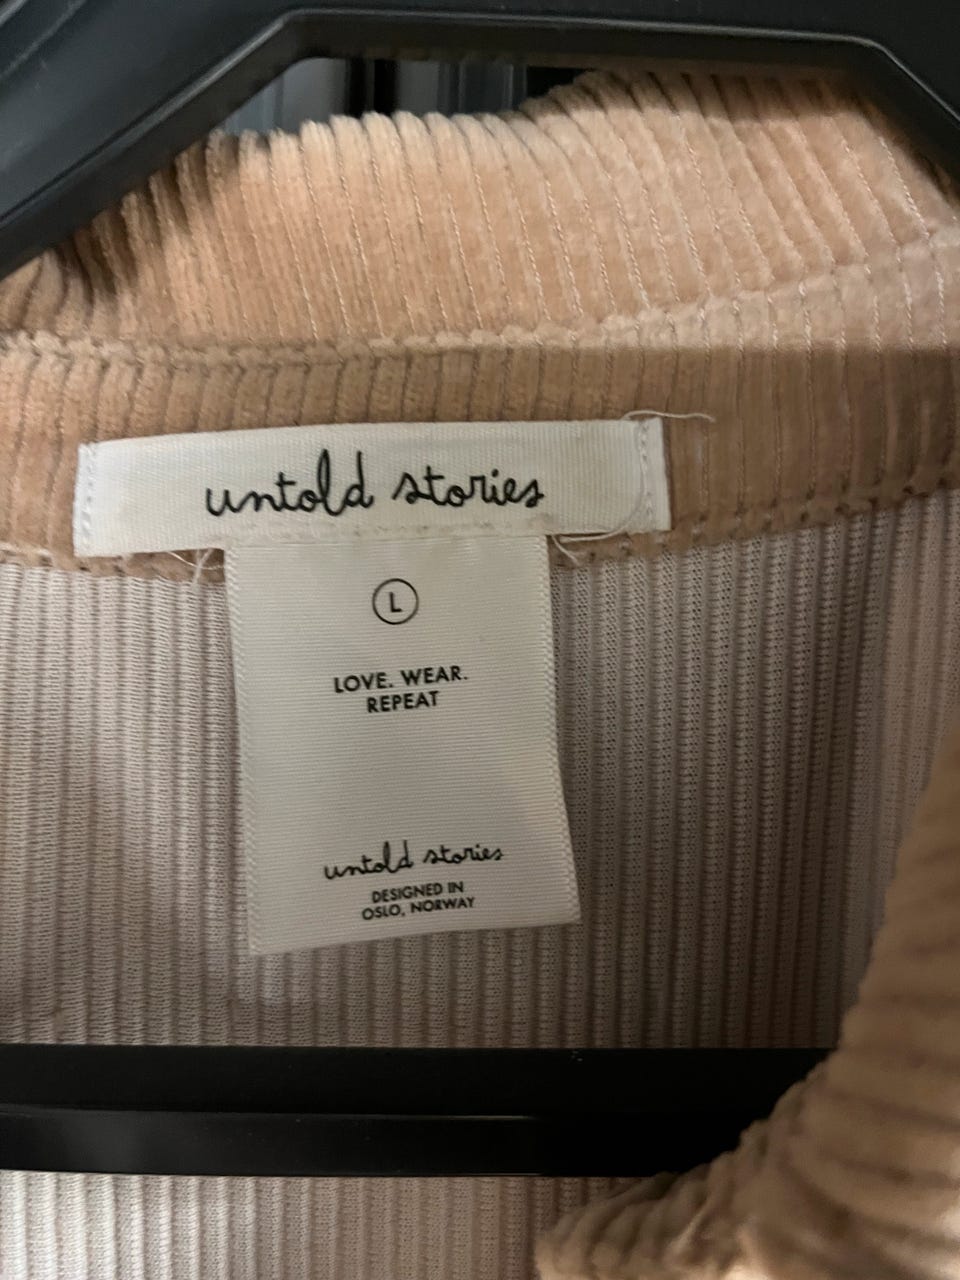 untold stories
L
LOVE. WEAR.
REPEAT
untold stories
DESIGNED IN
OSLO, NORWAY